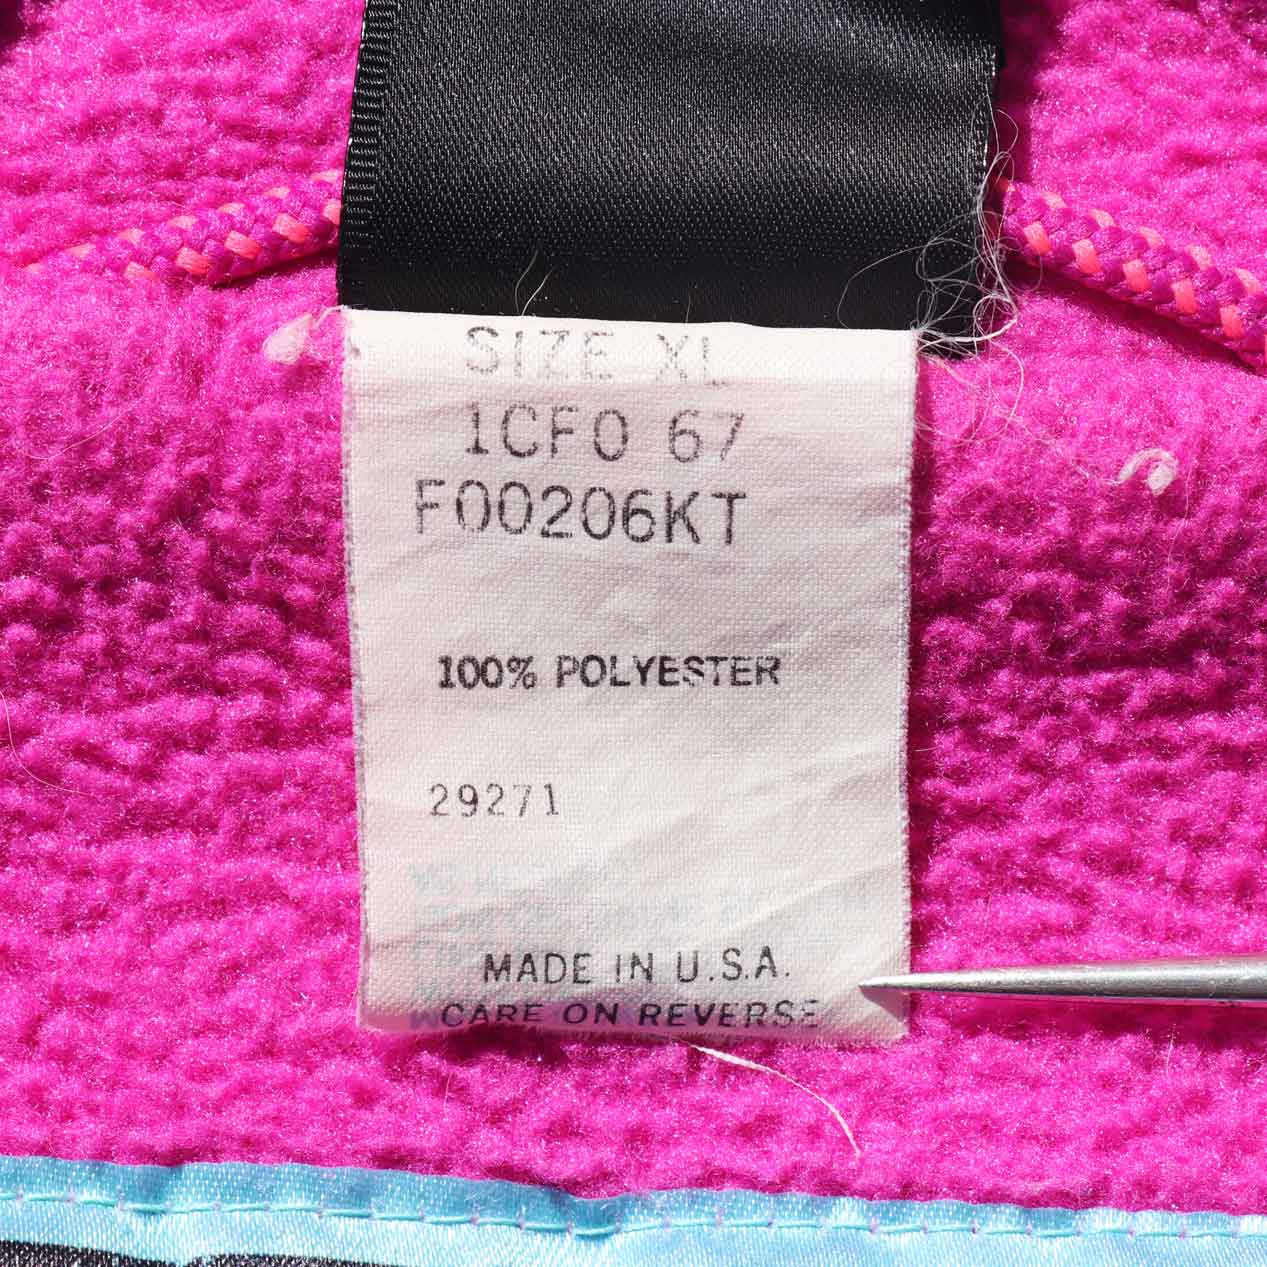 SIZE XL
1CF0 67
F00206KT
100% POLYESTER
29271
MADE IN U.S.A.
CARE ON REVERSE